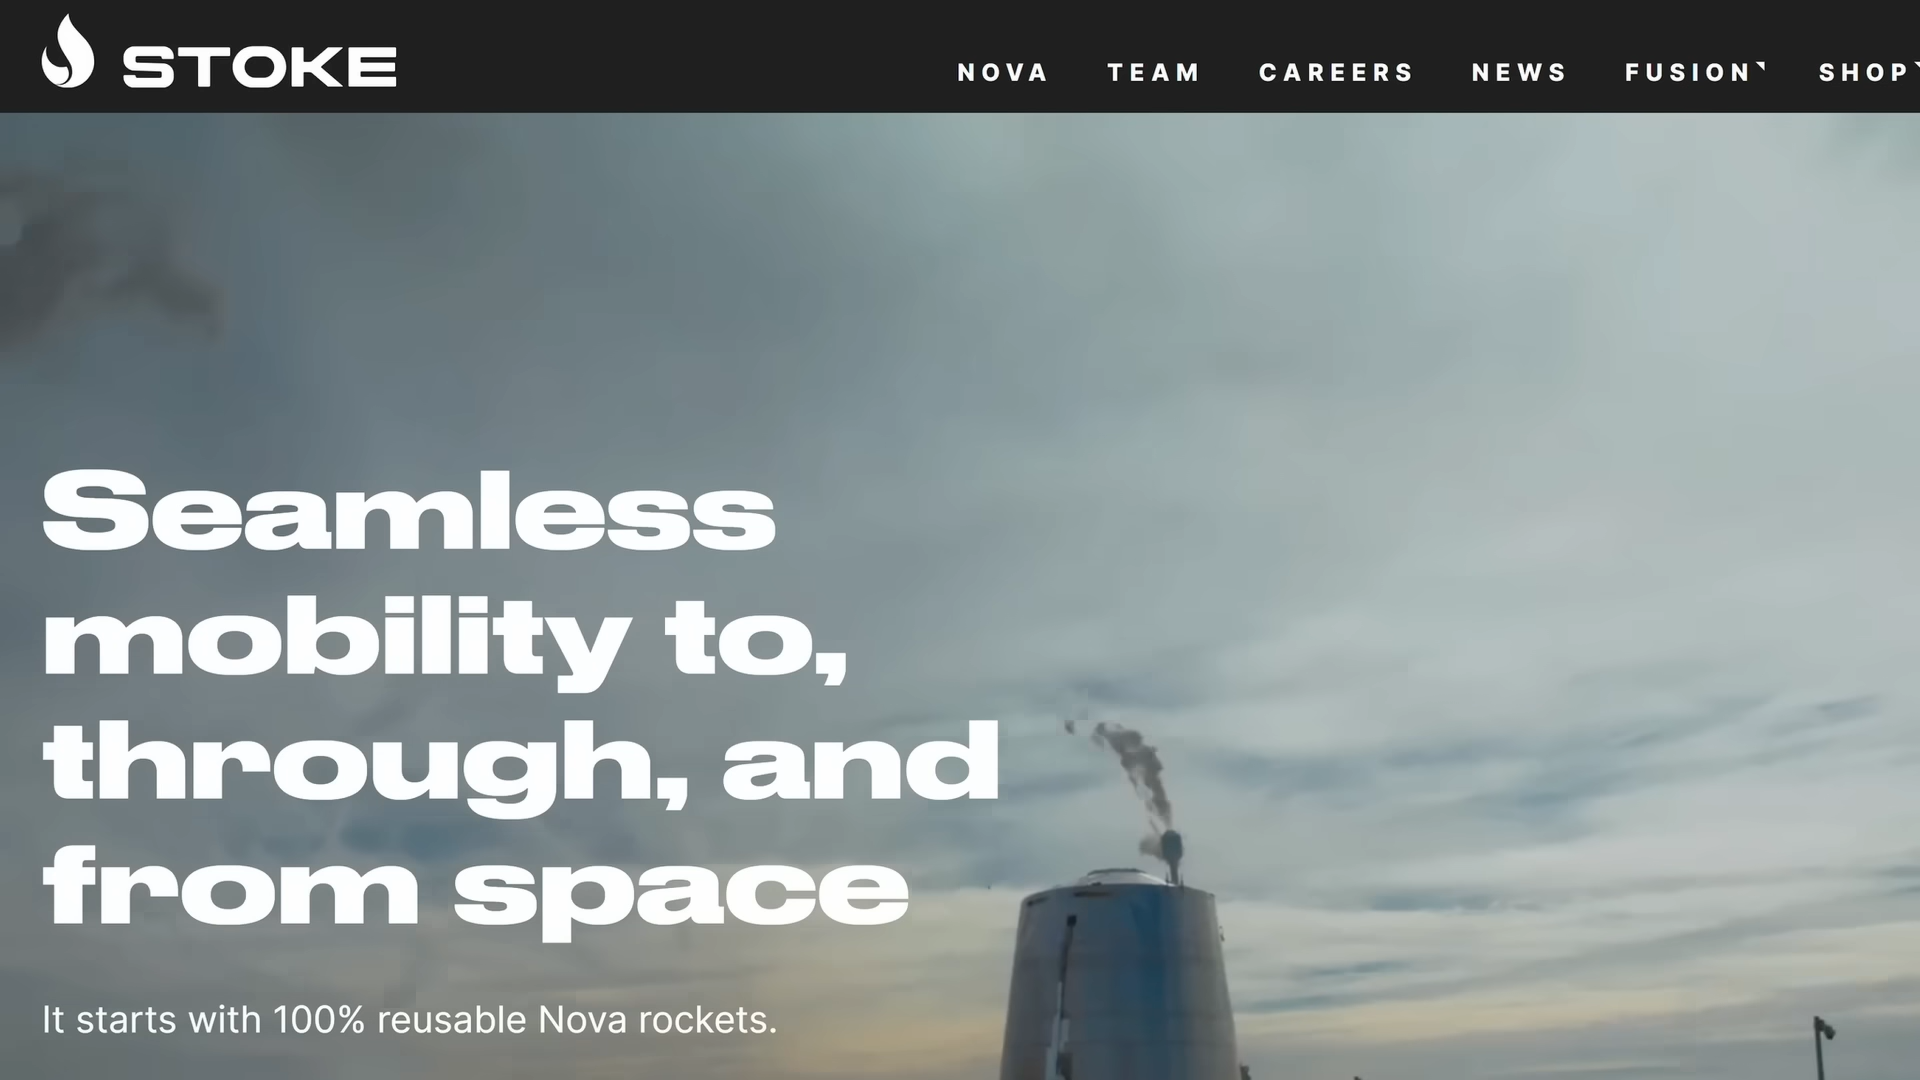 STOKE
NOVA TEAM CAREERS NEWS FUSION SHOP
Seamless
mobility to,
through, and
from space
It starts with 100% reusable Nova rockets.